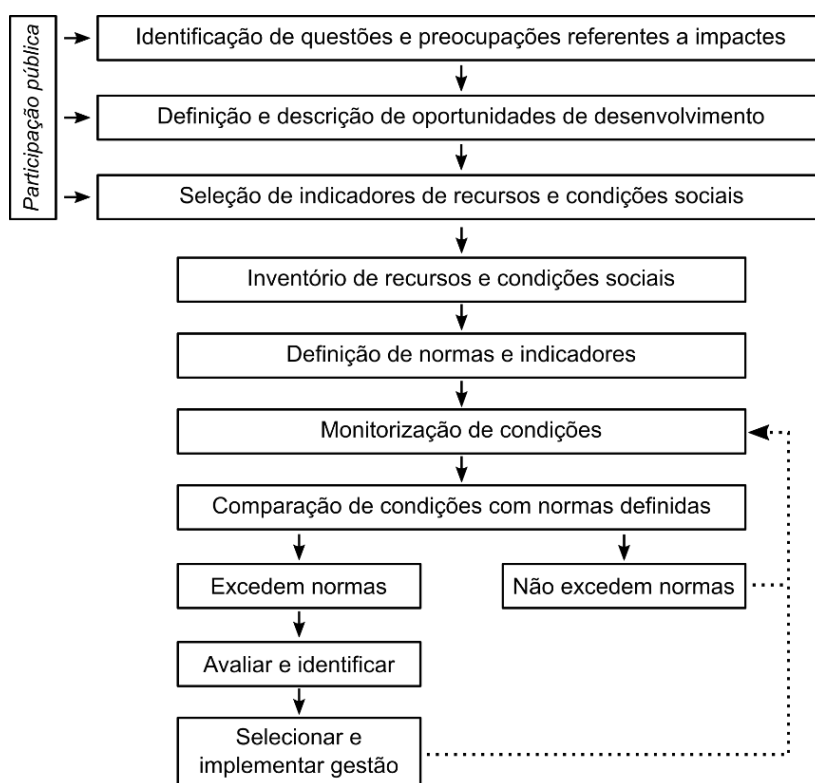 Participação pública
Identificação de questões e preocupações referentes a impactes
Definição e descrição de oportunidades de desenvolvimento
Seleção de indicadores de recursos e condições sociais
Inventório de recursos e condições sociais
Definição de normas e indicadores
Monitorização de condições
Comparação de condições com normas definidas
Excedem normas
Não excedem normas
Avaliar e identificar
Selecionar e
implementar gestão